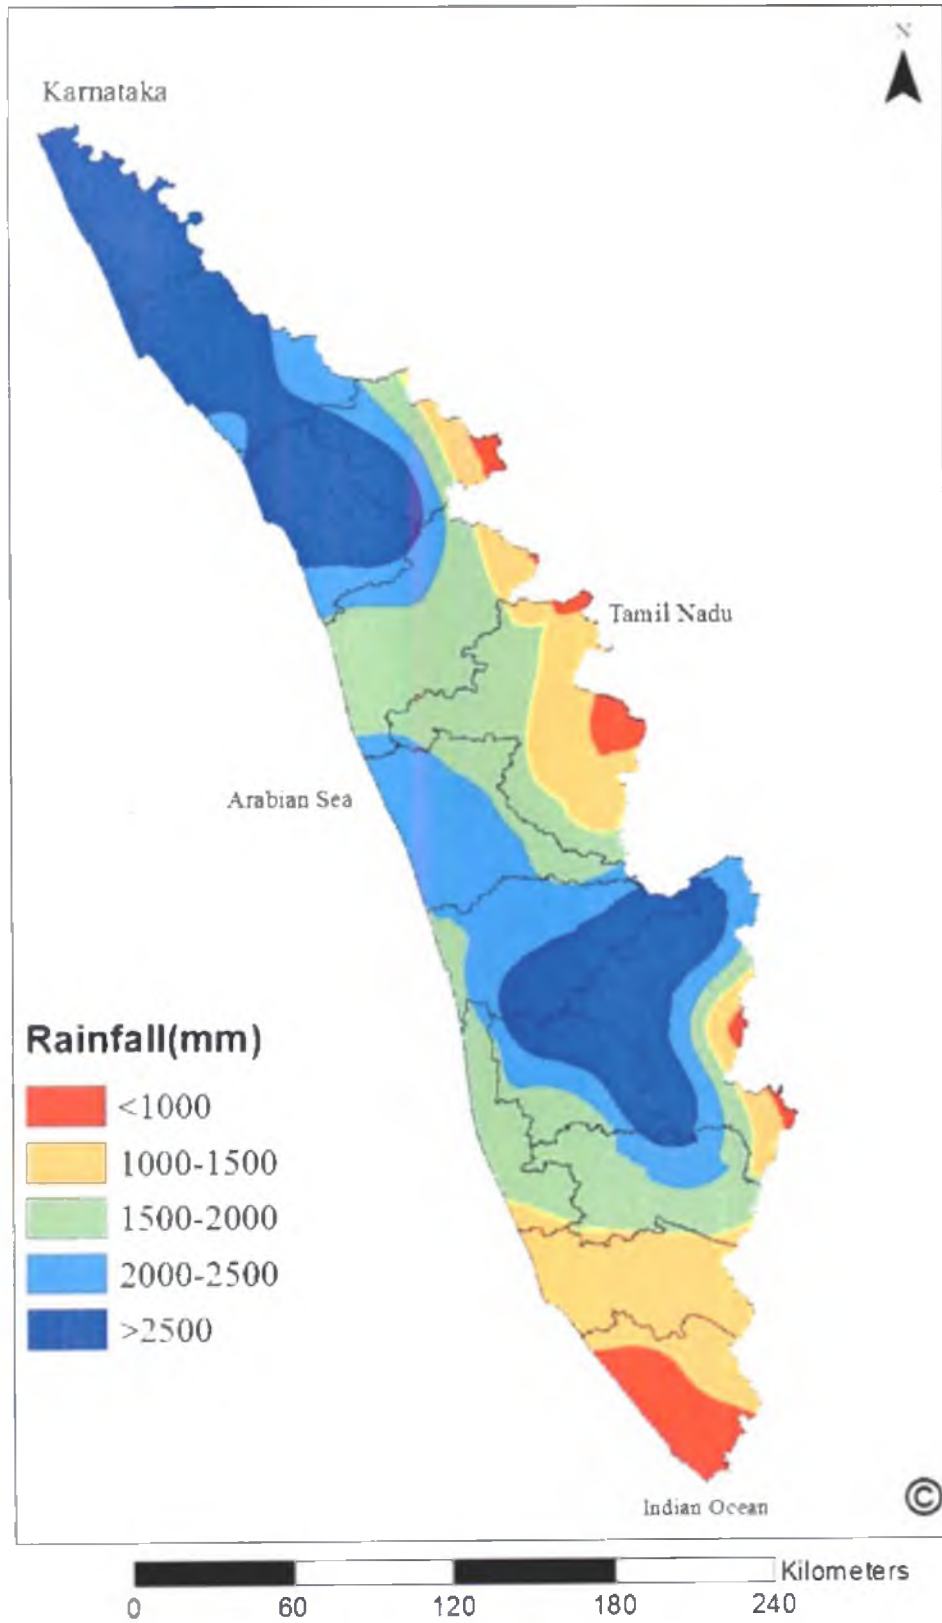 N
Karnataka
Tamil Nadu
Arabian Sea
Rainfall(mm)
<1000
1000-1500
1500-2000
2000-2500
>2500
Indian Ocean
©
Kilometers
0 60 120 180 240